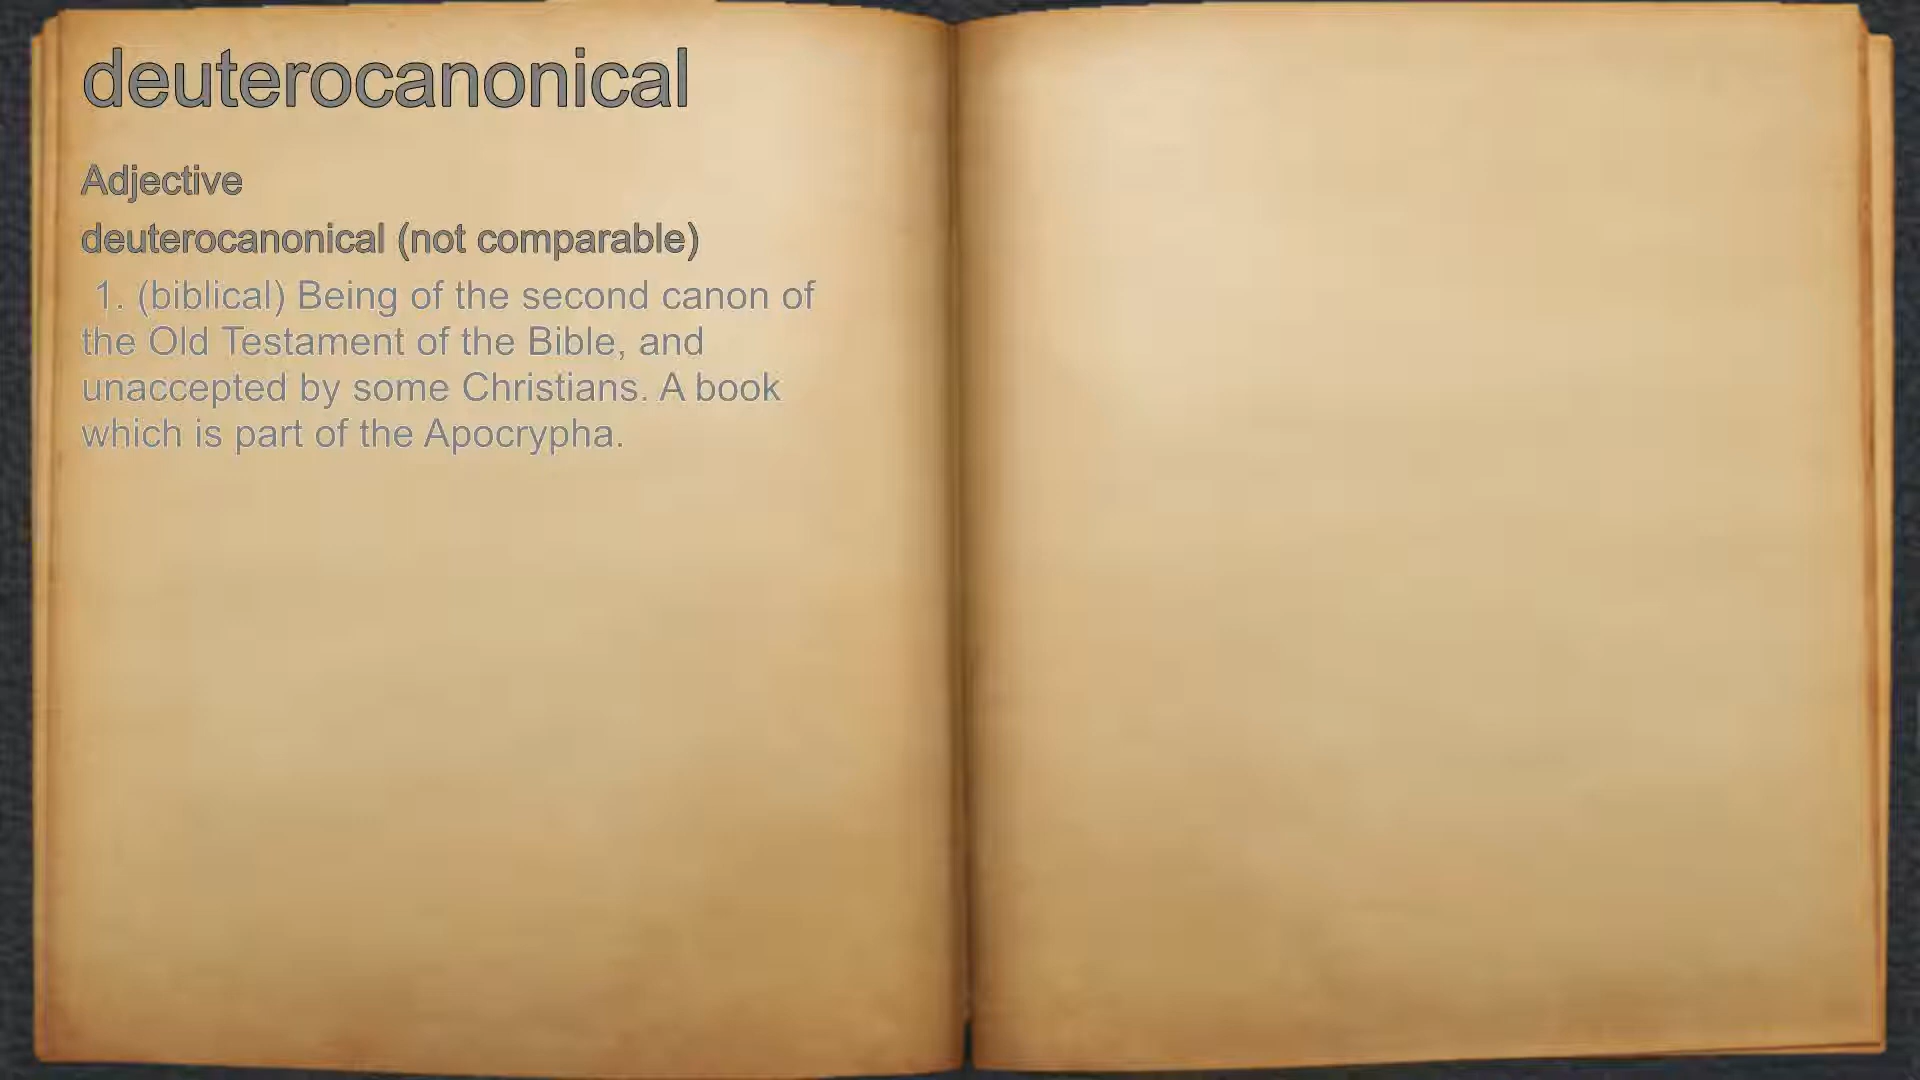 deuterocanonical
Adjective
deuterocanonical (not comparable)
1. (biblical) Being of the second canon of
the Old Testament of the Bible, and
unaccepted by some Christians. A book
which is part of the Apocrypha.